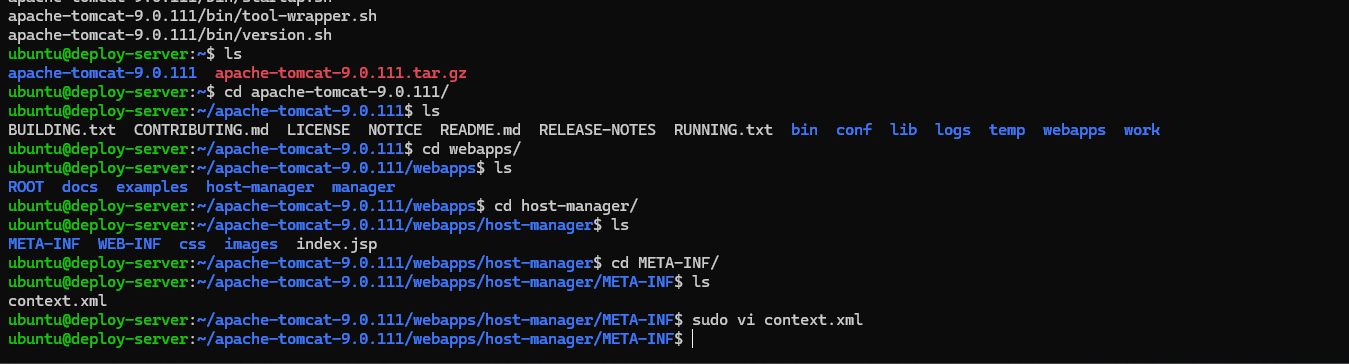 apache-tomcat-9.0.111/bin/startup.sh
apache-tomcat-9.0.111/bin/tool-wrapper.sh
apache-tomcat-9.0.111/bin/version.sh
ubuntu@deploy-server:~$ ls
apache-tomcat-9.0.111  apache-tomcat-9.0.111.tar.gz
ubuntu@deploy-server:~$ cd apache-tomcat-9.0.111/
ubuntu@deploy-server:~/apache-tomcat-9.0.111$ ls
BUILDING.txt  CONTRIBUTING.md  LICENSE  NOTICE  README.md  RELEASE-NOTES  RUNNING.txt  bin  conf  lib  logs  temp  webapps  work
ubuntu@deploy-server:~/apache-tomcat-9.0.111$ cd webapps/
ubuntu@deploy-server:~/apache-tomcat-9.0.111/webapps$ ls
ROOT  docs  examples  host-manager  manager
ubuntu@deploy-server:~/apache-tomcat-9.0.111/webapps$ cd host-manager/
ubuntu@deploy-server:~/apache-tomcat-9.0.111/webapps/host-manager$ ls
META-INF  WEB-INF  css  images  index.jsp
ubuntu@deploy-server:~/apache-tomcat-9.0.111/webapps/host-manager$ cd META-INF/
ubuntu@deploy-server:~/apache-tomcat-9.0.111/webapps/host-manager/META-INF$ ls
context.xml
ubuntu@deploy-server:~/apache-tomcat-9.0.111/webapps/host-manager/META-INF$ sudo vi context.xml
ubuntu@deploy-server:~/apache-tomcat-9.0.111/webapps/host-manager/META-INF$